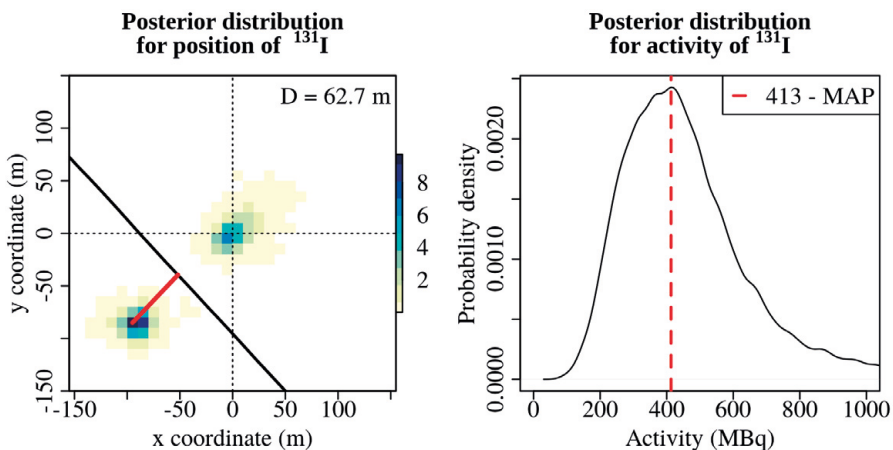 Posterior distribution
for position of ¹³¹I
D = 62.7 m
y coordinate (m)
100
50
0
-50
-150
8
6
4
2
-150
-50
0
50
100
x coordinate (m)
Posterior distribution
for activity of ¹³¹I
413 - MAP
Probability density
0.0020
0.0010
0.0000
0
200
400
600
800
1000
Activity (MBq)